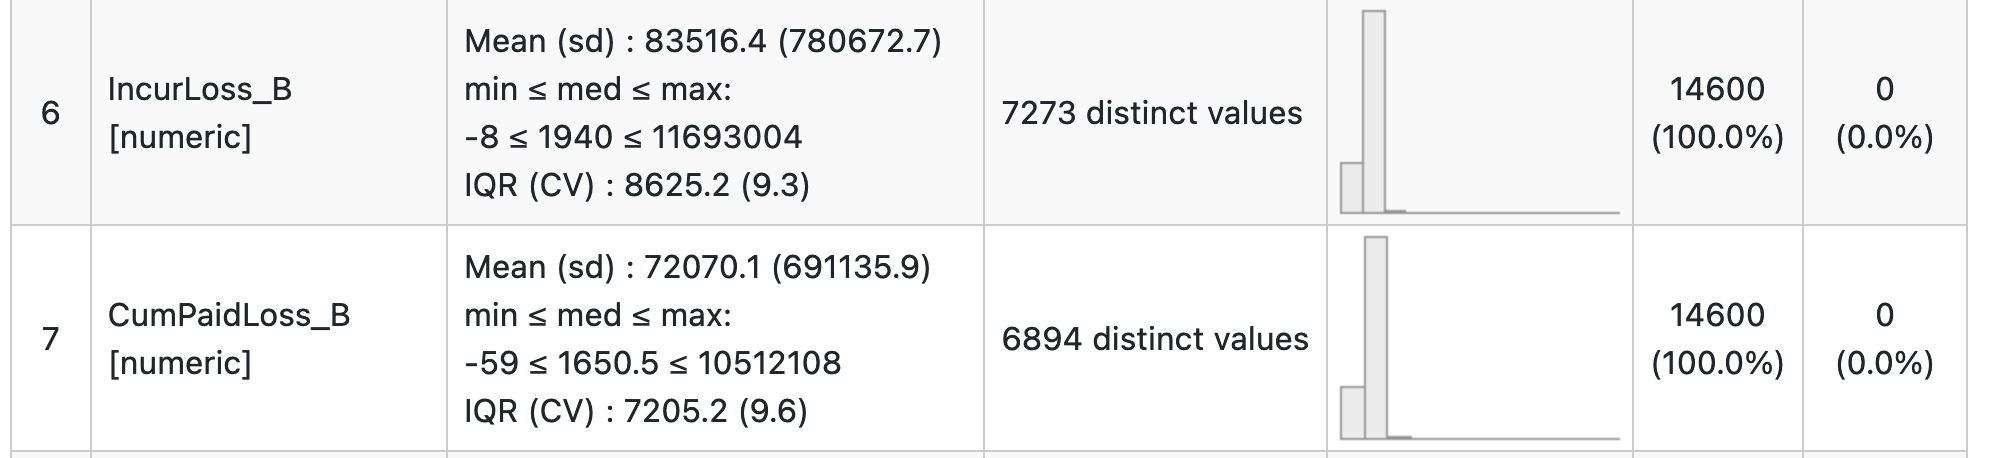 6
IncurLoss_B
[numeric]
Mean (sd) : 83516.4 (780672.7)
min ≤ med ≤ max:
-8 ≤ 1940 ≤ 11693004
IQR (CV) : 8625.2 (9.3)
7273 distinct values
14600
(100.0%)
0
(0.0%)
7
CumPaidLoss_B
[numeric]
Mean (sd) : 72070.1 (691135.9)
min ≤ med ≤ max:
-59 ≤ 1650.5 ≤ 10512108
IQR (CV) : 7205.2 (9.6)
6894 distinct values
14600
(100.0%)
0
(0.0%)